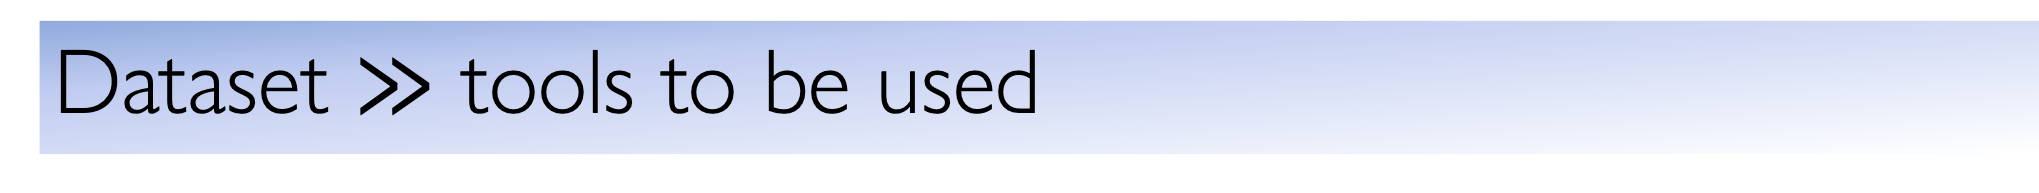 Dataset ≫ tools to be used